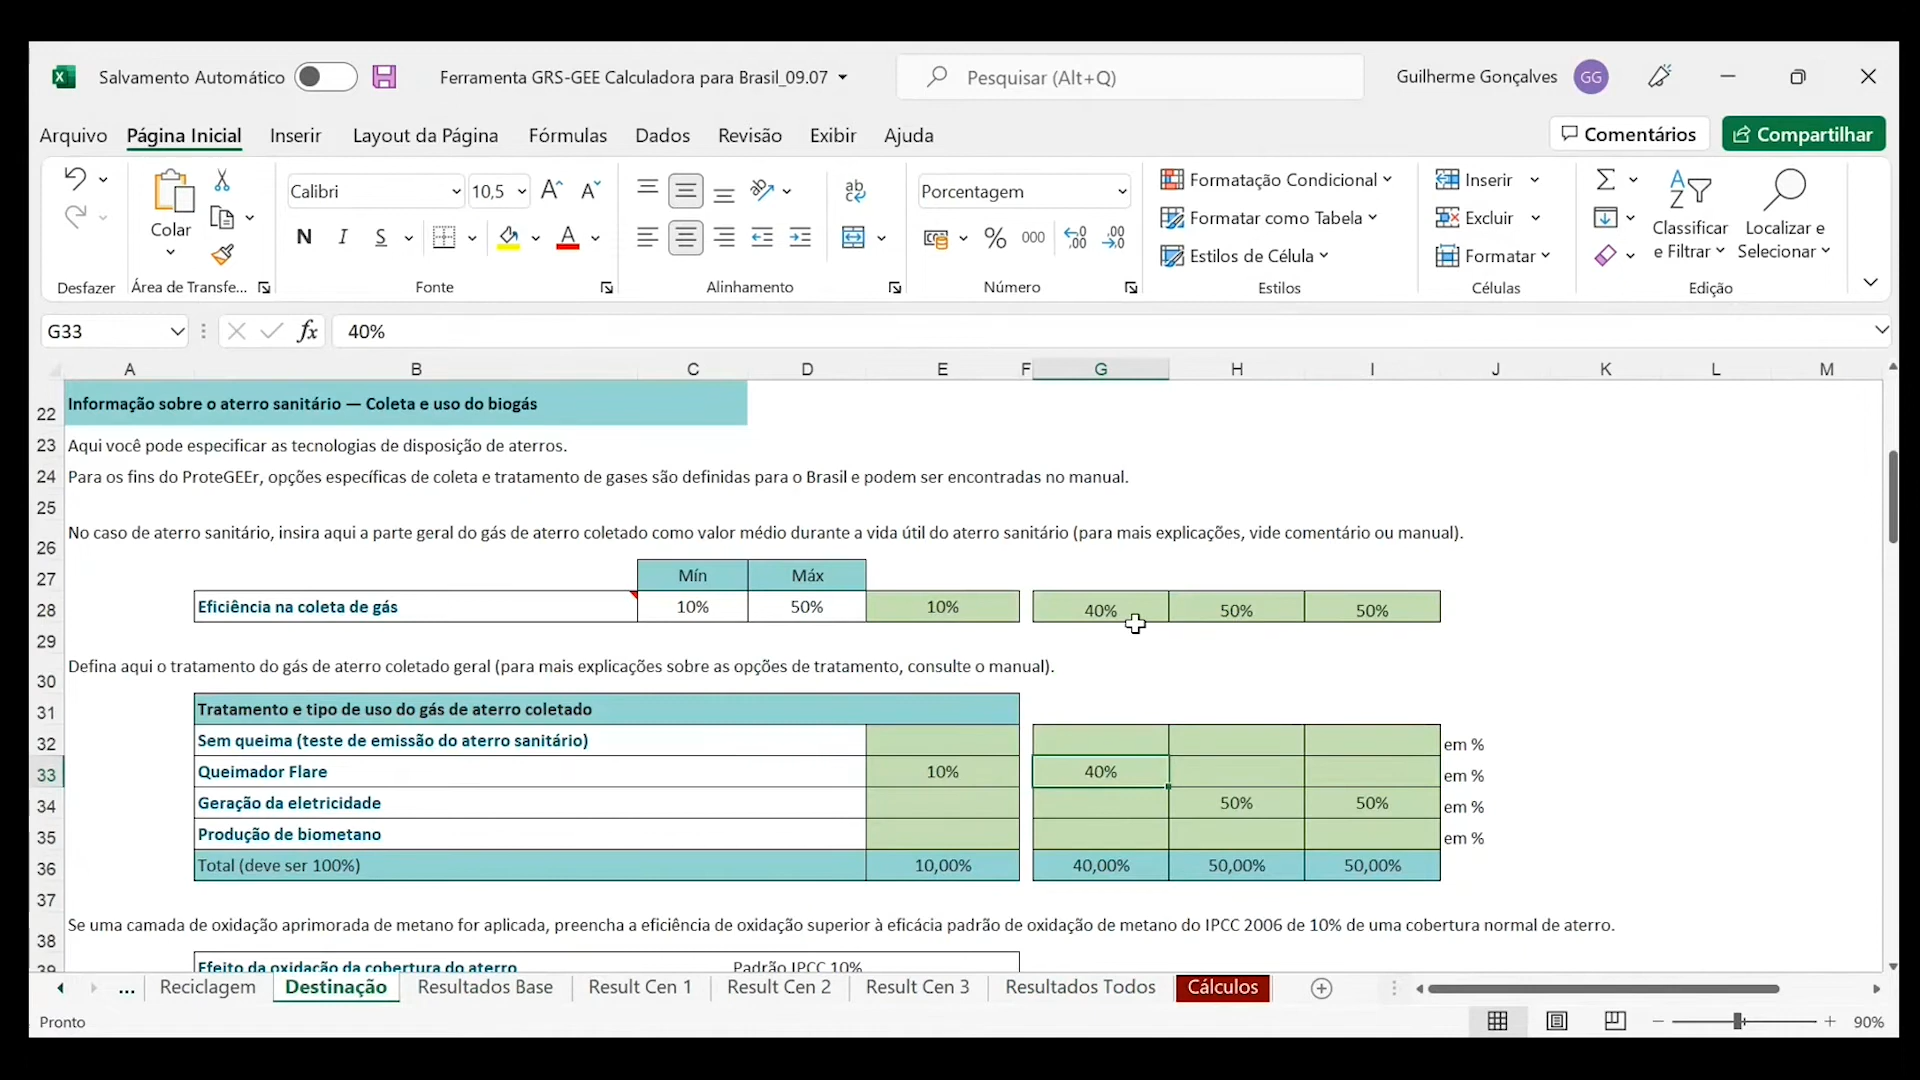 Salvamento Automático
Ferramenta GRS-GEE Calculadora para Brasil_09.07
Pesquisar (Alt+Q)
Guilherme Gonçalves
GG
Arquivo Página Inicial Inserir Layout da Página Fórmulas Dados Revisão Exibir Ajuda
Comentários
Compartilhar
Colar
Calibri
10,5
N I S
Porcentagem
% 000
Formatação Condicional
Formatar como Tabela
Estilos de Célula
Inserir
Excluir
Formatar
Classificar
e Filtrar
Localizar e
Selecionar
Desfazer Área de Transfe... Fonte Alinhamento Número Estilos Células Edição
G33
fx
40%
A B C D E F G H I J K L M
22 Informação sobre o aterro sanitário — Coleta e uso do biogás
23 Aqui você pode especificar as tecnologias de disposição de aterros.
24 Para os fins do ProteGEEr, opções específicas de coleta e tratamento de gases são definidas para o Brasil e podem ser encontradas no manual.
25
26 No caso de aterro sanitário, insira aqui a parte geral do gás de aterro coletado como valor médio durante a vida útil do aterro sanitário (para mais explicações, vide comentário ou manual).
27 Mín Máx
28 Eficiência na coleta de gás 10% 50% 10% 40% 50% 50%
29
30 Defina aqui o tratamento do gás de aterro coletado geral (para mais explicações sobre as opções de tratamento, consulte o manual).
31 Tratamento e tipo de uso do gás de aterro coletado
32 Sem queima (teste de emissão do aterro sanitário) em %
33 Queimador Flare 10% 40% em %
34 Geração da eletricidade 50% 50% em %
35 Produção de biometano em %
36 Total (deve ser 100%) 10,00% 40,00% 50,00% 50,00%
37
38 Se uma camada de oxidação aprimorada de metano for aplicada, preencha a eficiência de oxidação superior à eficácia padrão de oxidação de metano do IPCC 2006 de 10% de uma cobertura normal de aterro.
39 Efeito da oxidação da cobertura do aterro Padrão IPCC 10%
... Reciclagem Destinação Resultados Base Result Cen 1 Result Cen 2 Result Cen 3 Resultados Todos Cálculos
Pronto
90%